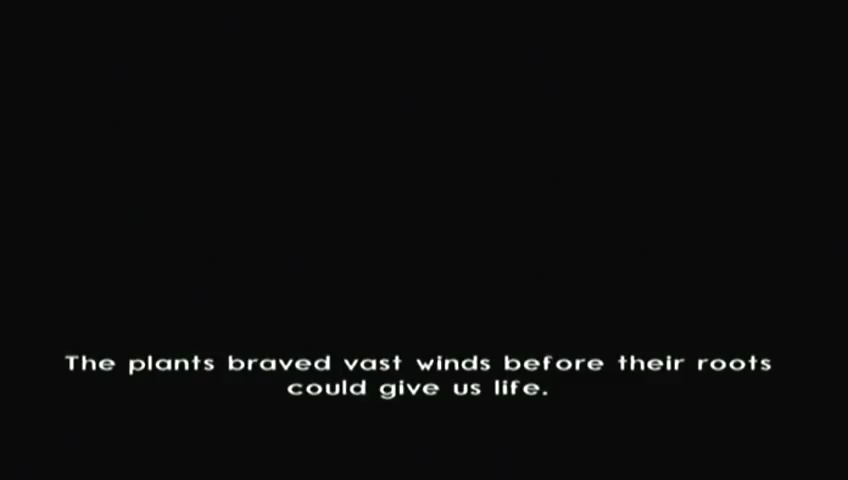 The plants braved vast winds before their roots
could give us life.